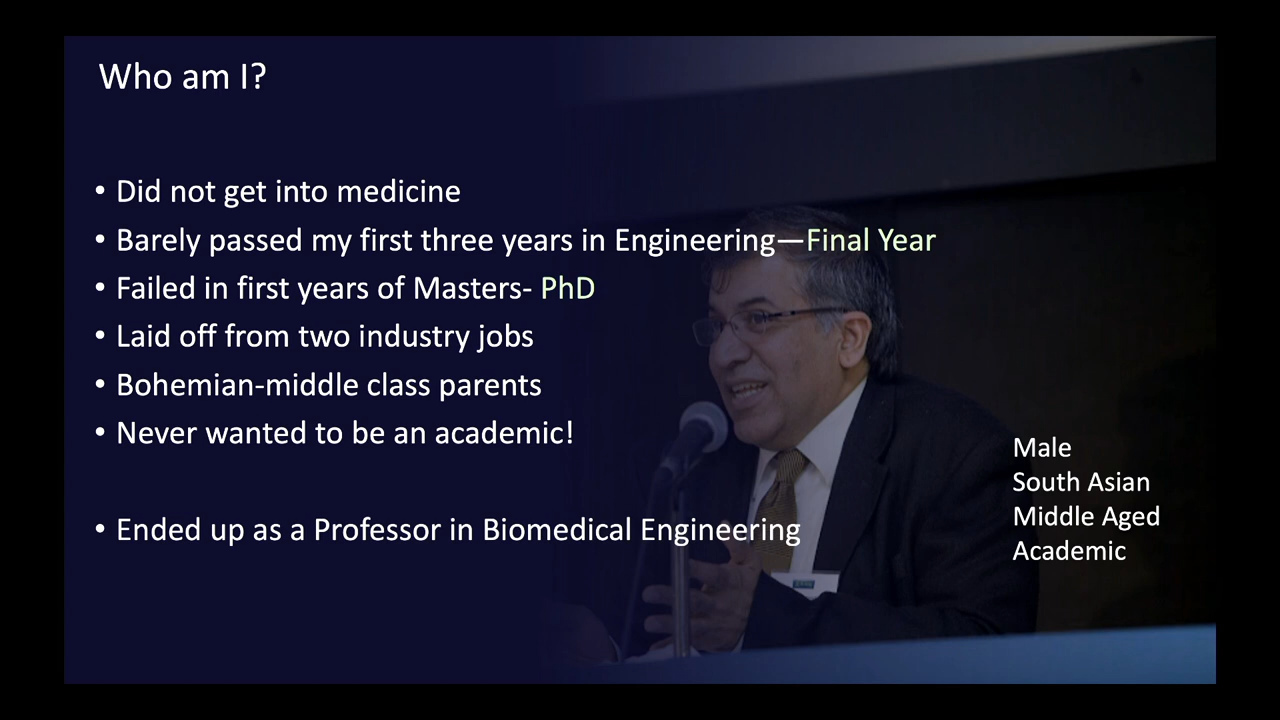 Who am I?
• Did not get into medicine
• Barely passed my first three years in Engineering—Final Year
• Failed in first years of Masters- PhD
• Laid off from two industry jobs
• Bohemian-middle class parents
• Never wanted to be an academic!
• Ended up as a Professor in Biomedical Engineering
Male
South Asian
Middle Aged
Academic